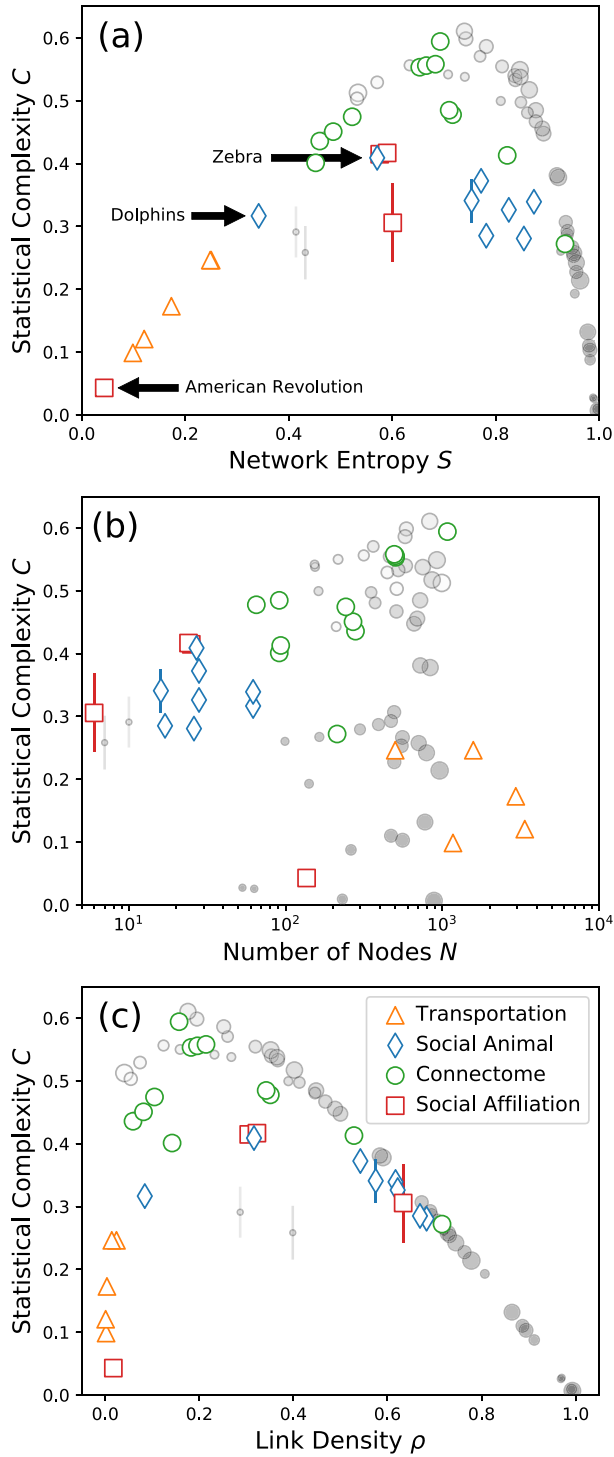 (a)
0.6
0.5
0.4
0.3
0.2
0.1
0.0
Statistical Complexity C
Zebra
Dolphins
American Revolution
0.0 0.2 0.4 0.6 0.8 1.0
Network Entropy S
(b)
0.6
0.5
0.4
0.3
0.2
0.1
0.0
Statistical Complexity C
10¹ 10² 10³ 10⁴
Number of Nodes N
(c)
0.6
0.5
0.4
0.3
0.2
0.1
0.0
Statistical Complexity C
Transportation
Social Animal
Connectome
Social Affiliation
0.0 0.2 0.4 0.6 0.8 1.0
Link Density ρ